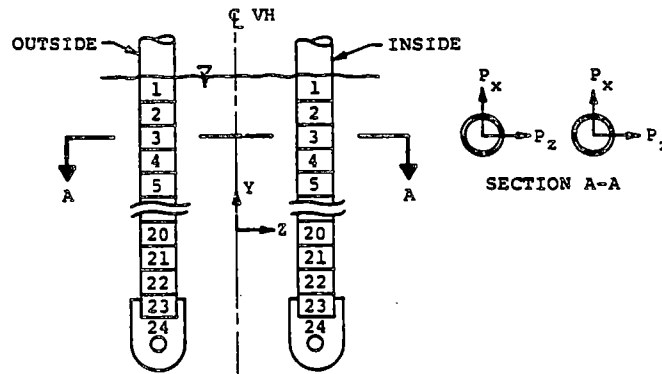 ℄ VH
OUTSIDE
INSIDE
1 1
2 2
3 3
4 4
5 5
A A
Y
Z
20 20
21 21
22 22
23 23
24 24
Px Px
Pz Pz
SECTION A-A